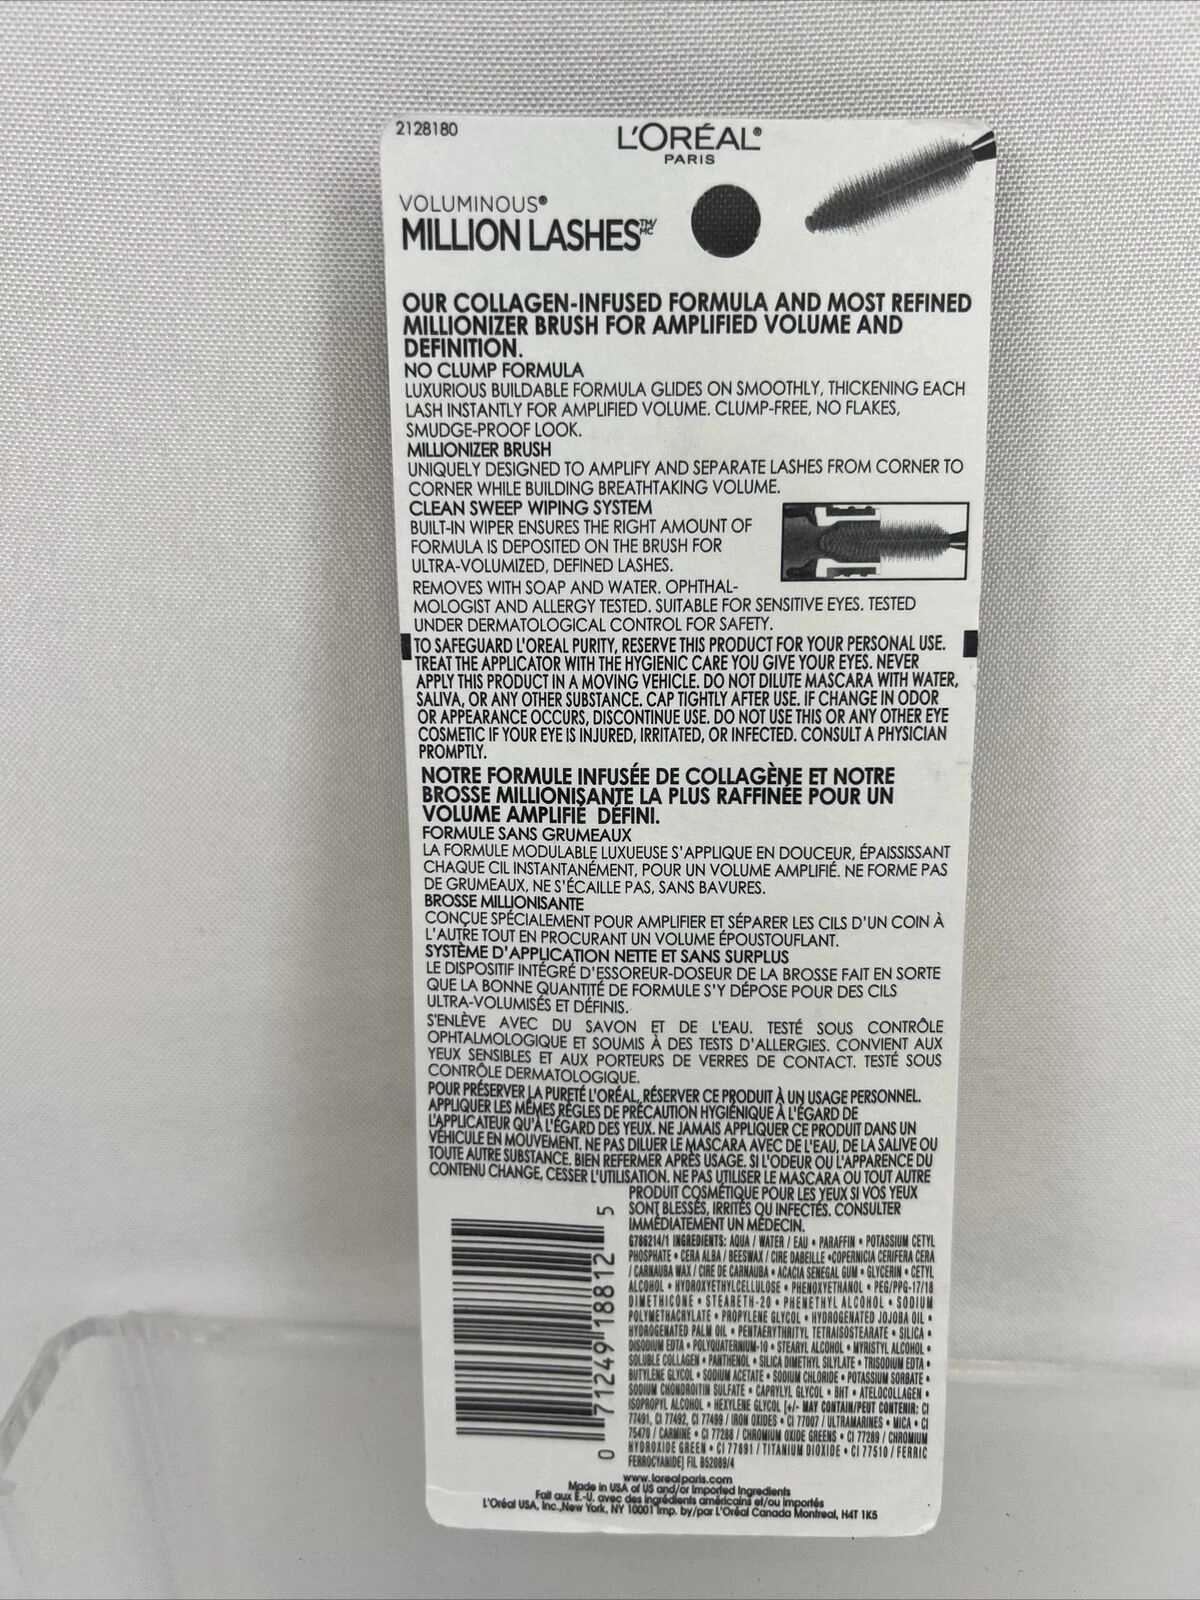 2128180
L'ORÉAL®
PARIS
VOLUMINOUS®
MILLION LASHES™/MC
OUR COLLAGEN-INFUSED FORMULA AND MOST REFINED
MILLIONIZER BRUSH FOR AMPLIFIED VOLUME AND
DEFINITION.
NO CLUMP FORMULA
LUXURIOUS BUILDABLE FORMULA GLIDES ON SMOOTHLY, THICKENING EACH
LASH INSTANTLY FOR AMPLIFIED VOLUME. CLUMP-FREE, NO FLAKES,
SMUDGE-PROOF LOOK.
MILLIONIZER BRUSH
UNIQUELY DESIGNED TO AMPLIFY AND SEPARATE LASHES FROM CORNER TO
CORNER WHILE BUILDING BREATHTAKING VOLUME.
CLEAN SWEEP WIPING SYSTEM
BUILT-IN WIPER ENSURES THE RIGHT AMOUNT OF
FORMULA IS DEPOSITED ON THE BRUSH FOR
ULTRA-VOLUMIZED, DEFINED LASHES.
REMOVES WITH SOAP AND WATER. OPHTHAL-
MOLOGIST AND ALLERGY TESTED. SUITABLE FOR SENSITIVE EYES. TESTED
UNDER DERMATOLOGICAL CONTROL FOR SAFETY.
TO SAFEGUARD L'OREAL PURITY, RESERVE THIS PRODUCT FOR YOUR PERSONAL USE.
TREAT THE APPLICATOR WITH THE HYGIENIC CARE YOU GIVE YOUR EYES. NEVER
APPLY THIS PRODUCT IN A MOVING VEHICLE. DO NOT DILUTE MASCARA WITH WATER,
SALIVA, OR ANY OTHER SUBSTANCE. CAP TIGHTLY AFTER USE. IF CHANGE IN ODOR
OR APPEARANCE OCCURS, DISCONTINUE USE. DO NOT USE THIS OR ANY OTHER EYE
COSMETIC IF YOUR EYE IS INJURED, IRRITATED, OR INFECTED. CONSULT A PHYSICIAN
PROMPTLY.
NOTRE FORMULE INFUSÉE DE COLLAGÈNE ET NOTRE
BROSSE MILLIONISANTE LA PLUS RAFFINÉE POUR UN
VOLUME AMPLIFIÉ DÉFINI.
FORMULE SANS GRUMEAUX
LA FORMULE MODULABLE LUXUEUSE S'APPLIQUE EN DOUCEUR, ÉPAISSISSANT
CHAQUE CIL INSTANTANÉMENT, POUR UN VOLUME AMPLIFIÉ. NE FORME PAS
DE GRUMEAUX, NE S'ÉCAILLE PAS, SANS BAVURES.
BROSSE MILLIONISANTE
CONÇUE SPÉCIALEMENT POUR AMPLIFIER ET SÉPARER LES CILS D'UN COIN À
L'AUTRE TOUT EN PROCURANT UN VOLUME ÉPOUSTOUFLANT.
SYSTÈME D'APPLICATION NETTE ET SANS SURPLUS
LE DISPOSITIF INTÉGRÉ D'ESSOREUR-DOSEUR DE LA BROSSE FAIT EN SORTE
QUE LA BONNE QUANTITÉ DE FORMULE S'Y DÉPOSE POUR DES CILS
ULTRA-VOLUMISÉS ET DÉFINIS.
S'ENLÈVE AVEC DU SAVON ET DE L'EAU. TESTÉ SOUS CONTRÔLE
OPHTALMOLOGIQUE ET SOUMIS À DES TESTS D'ALLERGIES. CONVIENT AUX
YEUX SENSIBLES ET AUX PORTEURS DE VERRES DE CONTACT. TESTÉ SOUS
CONTRÔLE DERMATOLOGIQUE.
POUR PRÉSERVER LA PURETÉ L'ORÉAL, RÉSERVER CE PRODUIT À UN USAGE PERSONNEL.
APPLIQUER LES MÊMES RÈGLES DE PRÉCAUTION HYGIÉNIQUE À L'ÉGARD DE
L'APPLICATEUR QU'À L'ÉGARD DES YEUX. NE JAMAIS APPLIQUER CE PRODUIT DANS UN
VÉHICULE EN MOUVEMENT. NE PAS DILUER LE MASCARA AVEC DE L'EAU, DE LA SALIVE OU
TOUTE AUTRE SUBSTANCE. BIEN REFERMER APRÈS USAGE. SI L'ODEUR OU L'APPARENCE DU
CONTENU CHANGE, CESSER L'UTILISATION. NE PAS UTILISER LE MASCARA OU TOUT AUTRE
PRODUIT COSMÉTIQUE POUR LES YEUX SI VOS YEUX
SONT BLESSÉS, IRRITÉS OU INFECTÉS. CONSULTER
IMMÉDIATEMENT UN MÉDECIN.
G786214/1 INGREDIENTS: AQUA / WATER / EAU • PARAFFIN • POTASSIUM CETYL
PHOSPHATE • CERA ALBA / BEESWAX / CIRE DABEILLE •COPERNICIA CERIFERA CERA
/ CARNAUBA WAX / CIRE DE CARNAUBA • ACACIA SENEGAL GUM • GLYCERIN • CETYL
ALCOHOL • HYDROXYETHYLCELLULOSE • PHENOXYETHANOL • PEG/PPG-17/18
DIMETHICONE • STEARETH-20 • PHENETHYL ALCOHOL • SODIUM
POLYMETHACRYLATE • PROPYLENE GLYCOL • HYDROGENATED JOJOBA OIL •
HYDROGENATED PALM OIL • PENTAERYTHRITYL TETRAISOSTEARATE • SILICA •
DISODIUM EDTA • POLYQUATERNIUM-10 • STEARYL ALCOHOL • MYRISTYL ALCOHOL •
SOLUBLE COLLAGEN • PANTHENOL • SILICA DIMETHYL SILYLATE • TRISODIUM EDTA •
BUTYLENE GLYCOL • SODIUM ACETATE • SODIUM CHLORIDE • POTASSIUM SORBATE •
SODIUM CHONDROITIN SULFATE • CAPRYLYL GLYCOL • BHT • ATELOCOLLAGEN •
ISOPROPYL ALCOHOL • HEXYLENE GLYCOL [+/- MAY CONTAIN/PEUT CONTENIR: CI
77491, CI 77492, CI 77499 / IRON OXIDES • CI 77007 / ULTRAMARINES • MICA • CI
75470 / CARMINE • CI 77288 / CHROMIUM OXIDE GREENS • CI 77289 / CHROMIUM
HYDROXIDE GREEN • CI 77891 / TITANIUM DIOXIDE • CI 77510 / FERRIC
FERROCYANIDE] FIL B52089/4
0 71249 18812 5
www.lorealparis.com
Made in USA of US and/or Imported Ingredients
Fait aux É.-U. avec des ingrédients américains et/ou importés
L'Oréal USA, Inc.,New York, NY 10001 Imp. by/par L'Oréal Canada Montreal, H4T 1K5